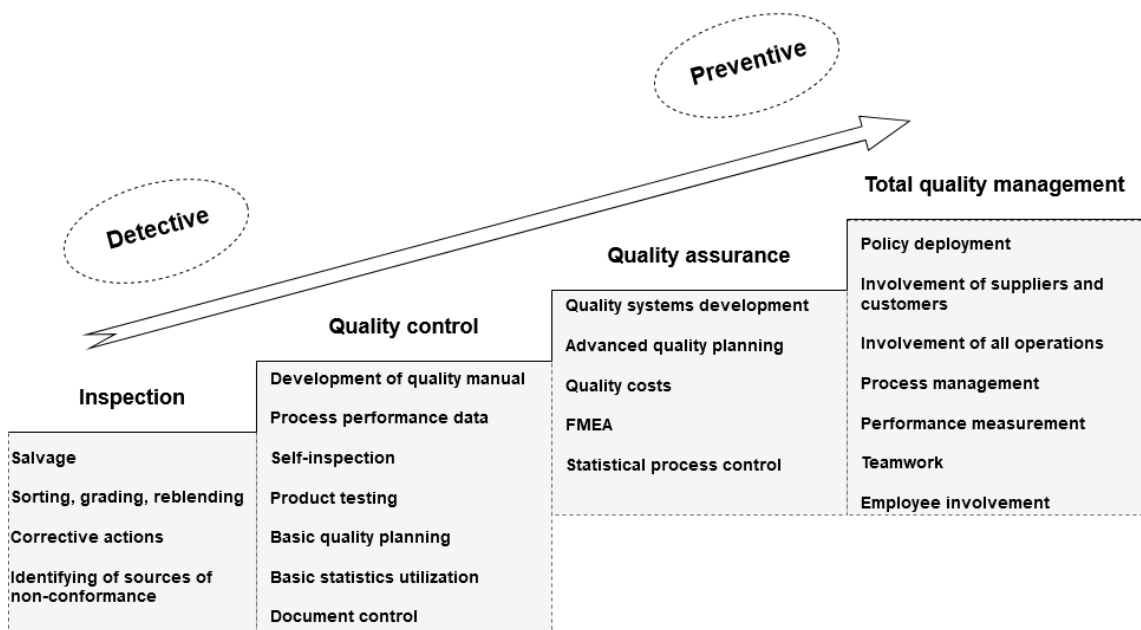 Preventive
Detective
Inspection
Salvage
Sorting, grading, reblending
Corrective actions
Identifying of sources of
non-conformance
Quality control
Development of quality manual
Process performance data
Self-inspection
Product testing
Basic quality planning
Basic statistics utilization
Document control
Quality assurance
Quality systems development
Advanced quality planning
Quality costs
FMEA
Statistical process control
Total quality management
Policy deployment
Involvement of suppliers and
customers
Involvement of all operations
Process management
Performance measurement
Teamwork
Employee involvement